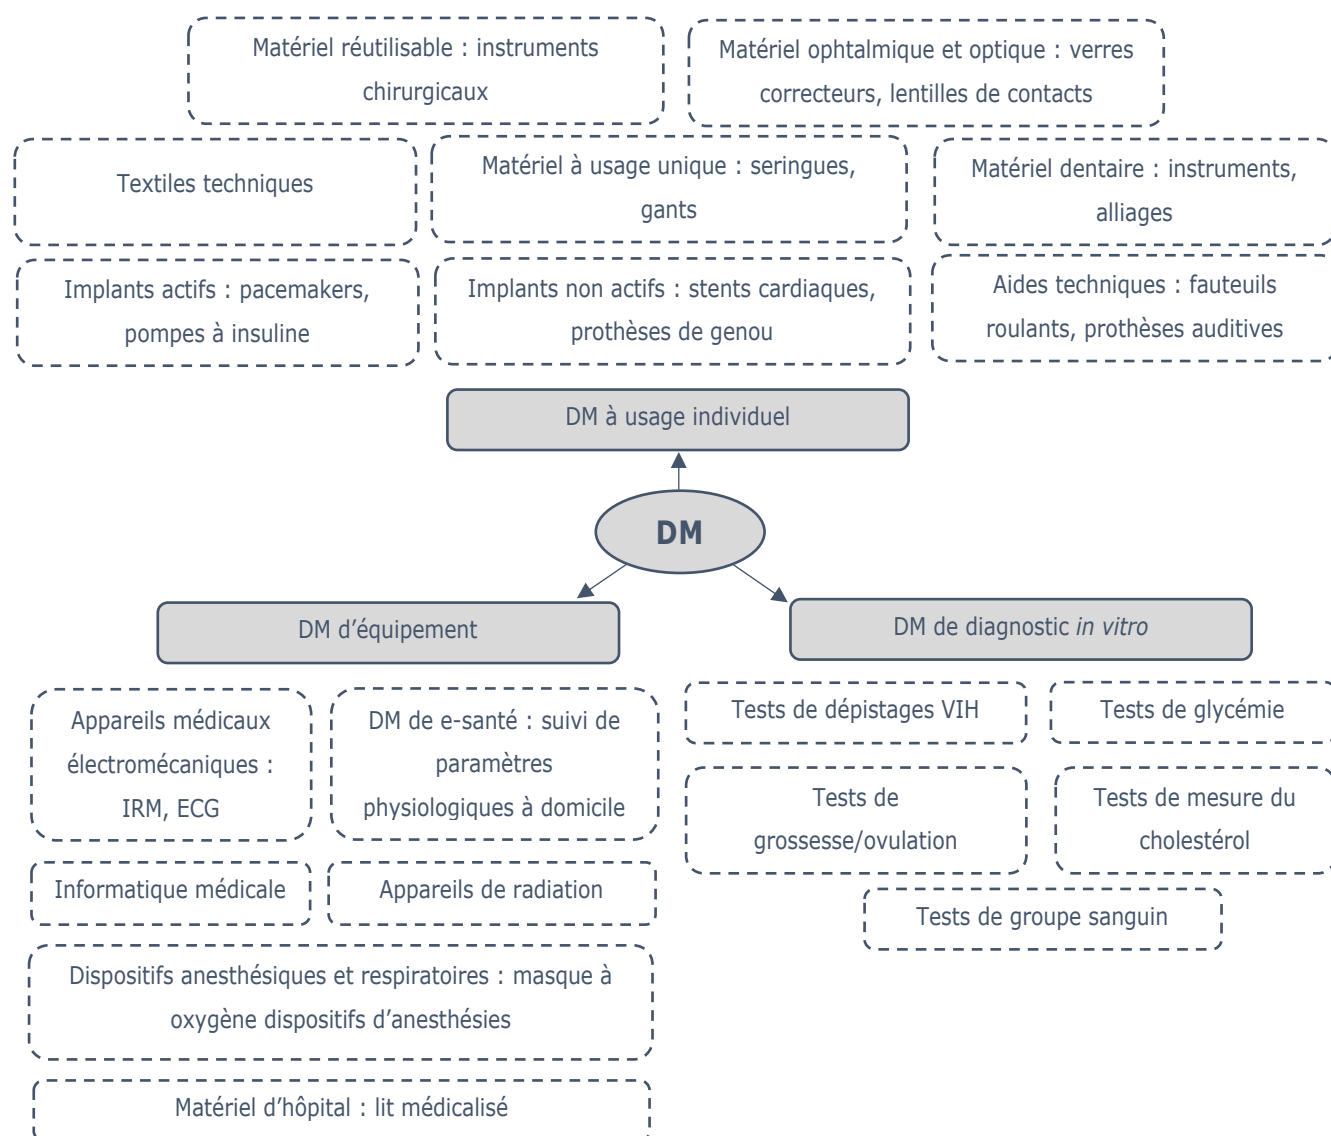 Matériel réutilisable : instruments
chirurgicaux
Matériel ophtalmique et optique : verres
correcteurs, lentilles de contacts
Textiles techniques
Matériel à usage unique : seringues,
gants
Matériel dentaire : instruments,
alliages
Implants actifs : pacemakers,
pompes à insuline
Implants non actifs : stents cardiaques,
prothèses de genou
Aides techniques : fauteuils
roulants, prothèses auditives
DM à usage individuel
DM
DM d’équipement
DM de diagnostic in vitro
Appareils médicaux
électromécaniques :
IRM, ECG
DM de e-santé : suivi de
paramètres
physiologiques à domicile
Tests de dépistages VIH
Tests de glycémie
Tests de
grossesse/ovulation
Tests de mesure du
cholestérol
Informatique médicale
Appareils de radiation
Tests de groupe sanguin
Dispositifs anesthésiques et respiratoires : masque à
oxygène dispositifs d’anesthésies
Matériel d’hôpital : lit médicalisé